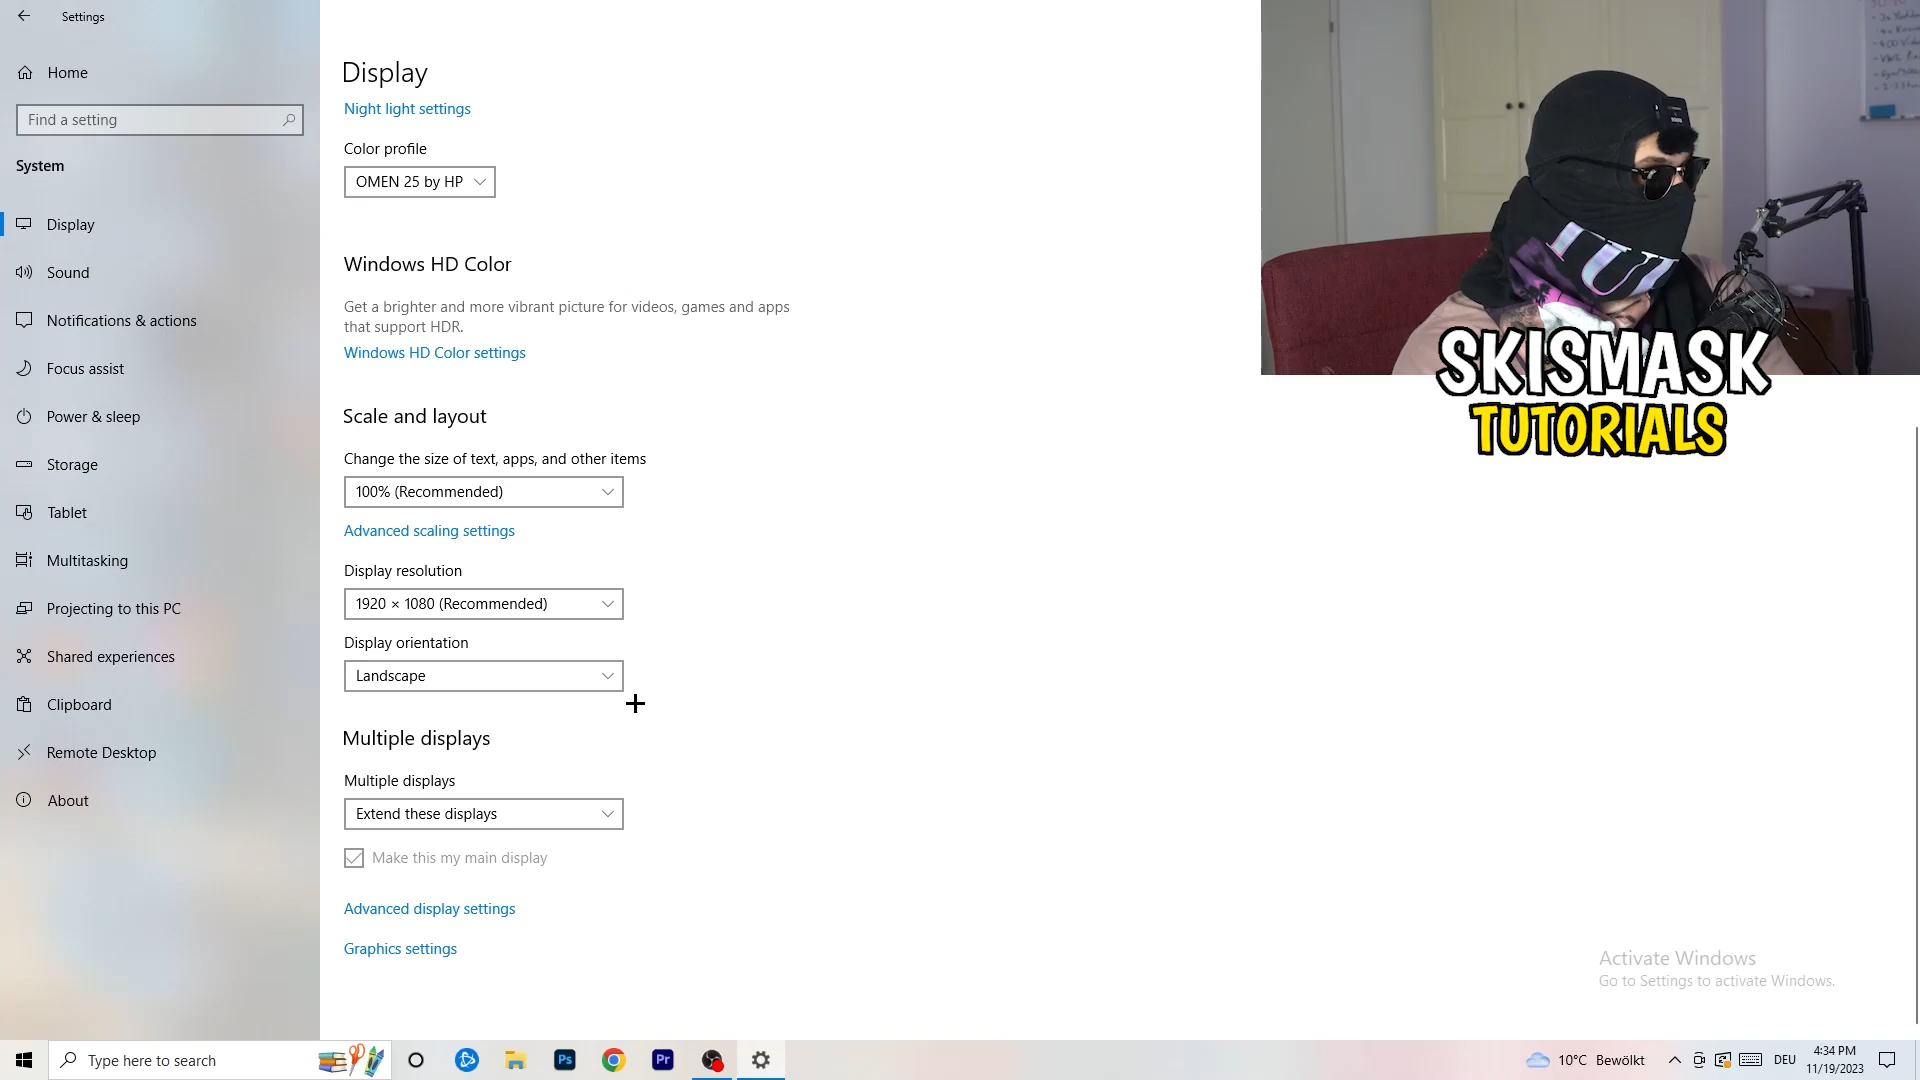 Settings
Home
Find a setting
System
Display
Sound
Notifications & actions
Focus assist
Power & sleep
Storage
Tablet
Multitasking
Projecting to this PC
Shared experiences
Clipboard
Remote Desktop
About
Display
Night light settings
Color profile
OMEN 25 by HP
Windows HD Color
Get a brighter and more vibrant picture for videos, games and apps
that support HDR.
Windows HD Color settings
Scale and layout
Change the size of text, apps, and other items
100% (Recommended)
Advanced scaling settings
Display resolution
1920 × 1080 (Recommended)
Display orientation
Landscape
Multiple displays
Multiple displays
Extend these displays
Make this my main display
Advanced display settings
Graphics settings
SKISMASK
TUTORIALS
Activate Windows
Go to Settings to activate Windows.
Type here to search
Ps
Pr
10°C Bewölkt
DEU
4:34 PM
11/19/2023